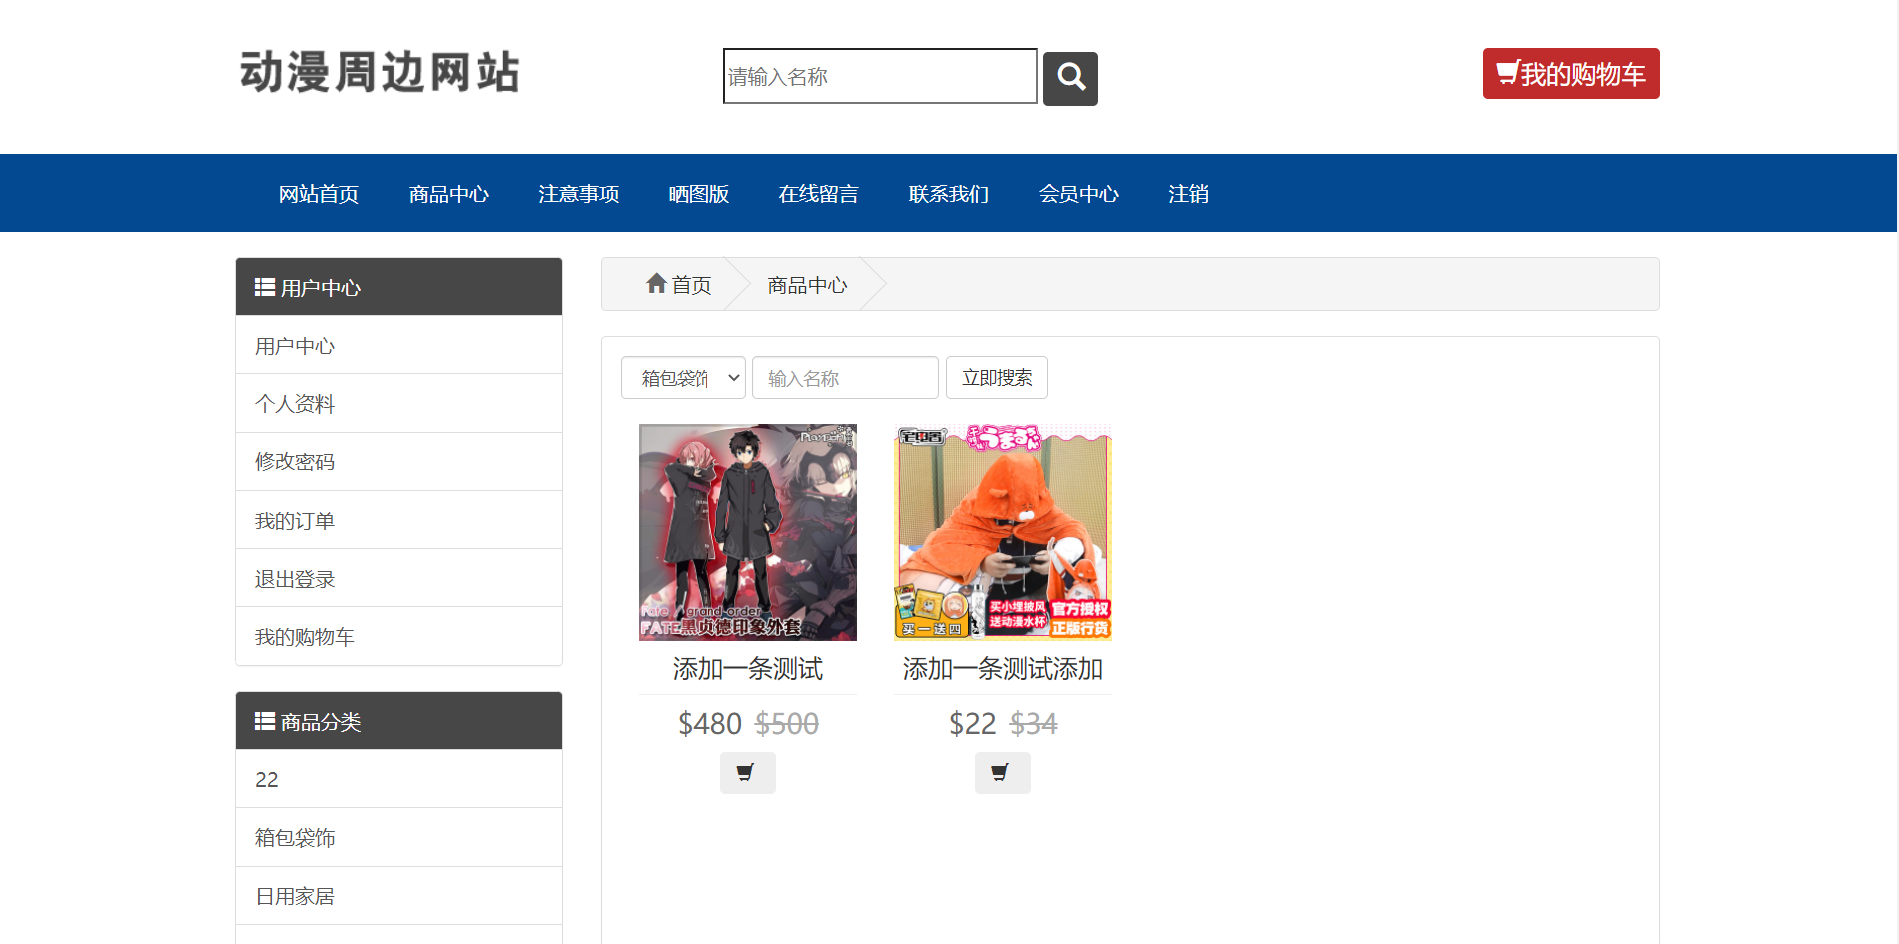 动漫周边网站
请输入名称
我的购物车
网站首页 商品中心 注意事项 晒图版 在线留言 联系我们 会员中心 注销
用户中心
用户中心
个人资料
修改密码
我的订单
退出登录
我的购物车
商品分类
22
箱包袋饰
日用家居
首页 商品中心
箱包袋饰 输入名称 立即搜索
Fate / grand order
FATE黑贞德印象外套
添加一条测试
$480 $500
买小埋披风
送动漫水杯
官方授权
正版行货
买一送四
添加一条测试添加
$22 $34